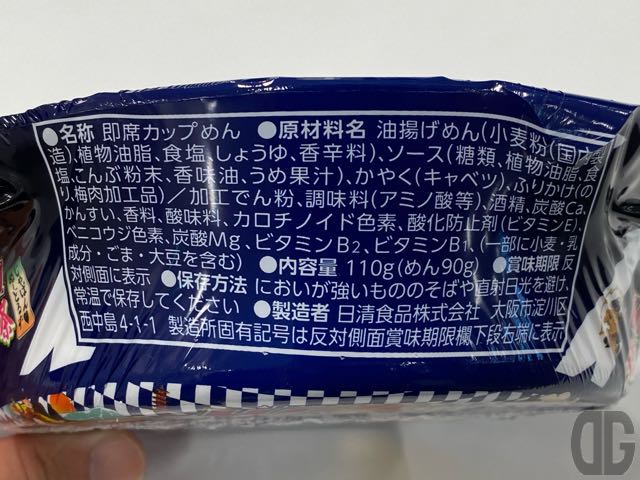 ●名称 即席カップめん ●原材料名 油揚げめん(小麦粉(国内製
造)、植物油脂、食塩、しょうゆ、香辛料)、ソース(糖類、植物油脂、食
塩、こんぶ粉末、香味油、うめ果汁)、かやく(キャベツ)、ふりかけ(の
り、梅肉加工品)/加工でん粉、調味料(アミノ酸等)、酒精、炭酸Ca、
かんすい、香料、酸味料、カロチノイド色素、酸化防止剤(ビタミンE)、
ベニコウジ色素、炭酸Mg、ビタミンB2、ビタミンB1、(一部に小麦・乳
成分・ごま・大豆を含む) ●内容量 110g(めん90g) ●賞味期限 反
対側面に表示 ●保存方法 においが強いもののそばや直射日光を避け、
常温で保存してください ●製造者 日清食品株式会社 大阪市淀川区
西中島4-1-1 製造所固有記号は反対側面賞味期限欄下段右端に表示
DG